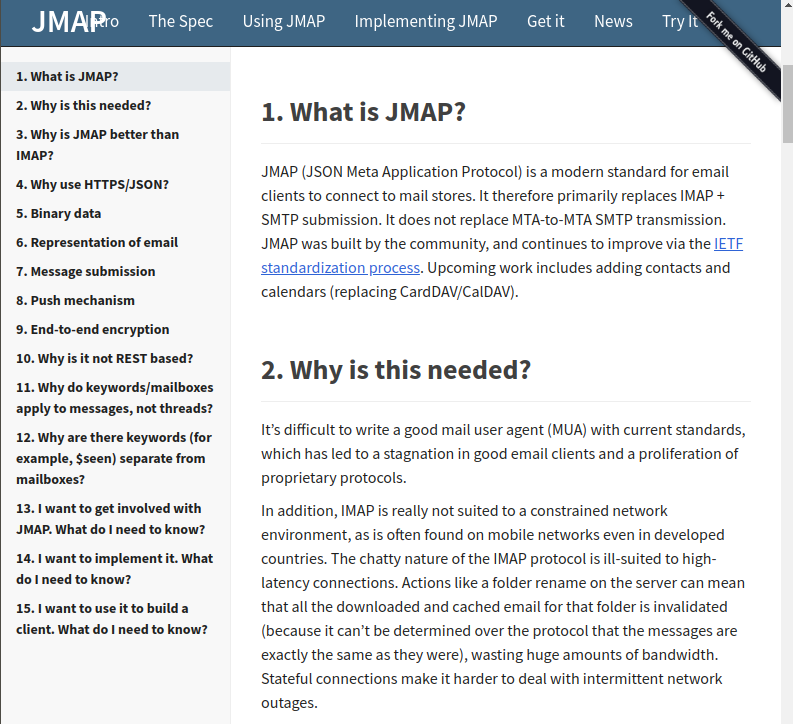 JMAP
Intro
The Spec
Using JMAP
Implementing JMAP
Get it
News
Try It
Fork me on GitHub
1. What is JMAP?
2. Why is this needed?
3. Why is JMAP better than
IMAP?
4. Why use HTTPS/JSON?
5. Binary data
6. Representation of email
7. Message submission
8. Push mechanism
9. End-to-end encryption
10. Why is it not REST based?
11. Why do keywords/mailboxes
apply to messages, not threads?
12. Why are there keywords (for
example, $seen) separate from
mailboxes?
13. I want to get involved with
JMAP. What do I need to know?
14. I want to implement it. What
do I need to know?
15. I want to use it to build a
client. What do I need to know?
1. What is JMAP?
JMAP (JSON Meta Application Protocol) is a modern standard for email
clients to connect to mail stores. It therefore primarily replaces IMAP +
SMTP submission. It does not replace MTA-to-MTA SMTP transmission.
JMAP was built by the community, and continues to improve via the IETF
standardization process. Upcoming work includes adding contacts and
calendars (replacing CardDAV/CalDAV).
2. Why is this needed?
It’s difficult to write a good mail user agent (MUA) with current standards,
which has led to a stagnation in good email clients and a proliferation of
proprietary protocols.
In addition, IMAP is really not suited to a constrained network
environment, as is often found on mobile networks even in developed
countries. The chatty nature of the IMAP protocol is ill-suited to high-
latency connections. Actions like a folder rename on the server can mean
that all the downloaded and cached email for that folder is invalidated
(because it can’t be determined over the protocol that the messages are
exactly the same as they were), wasting huge amounts of bandwidth.
Stateful connections make it harder to deal with intermittent network
outages.